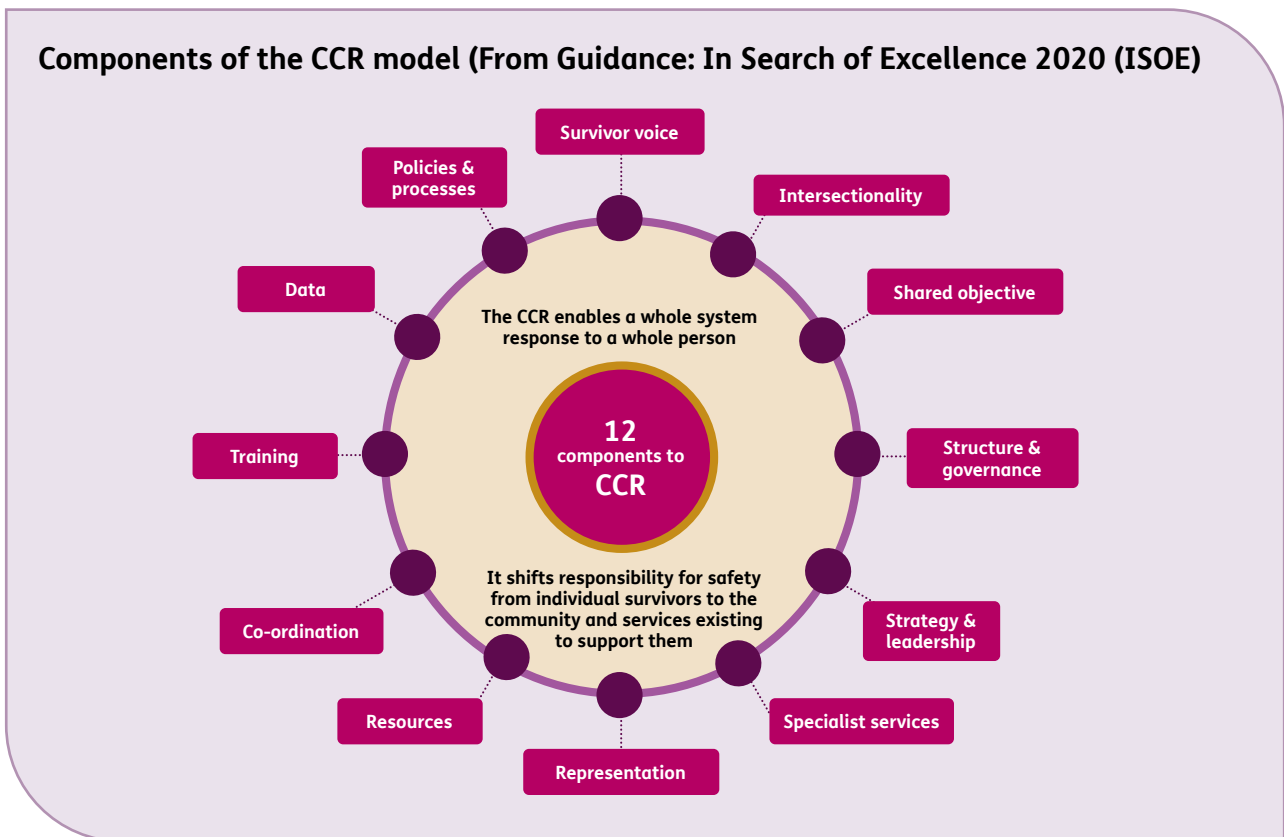 Components of the CCR model (From Guidance: In Search of Excellence 2020 (ISOE)
Survivor voice
Intersectionality
Shared objective
Structure &
governance
Strategy &
leadership
Specialist services
Representation
Resources
Co-ordination
Training
Data
Policies &
processes
The CCR enables a whole system
response to a whole person
12
components to
CCR
It shifts responsibility for safety
from individual survivors to the
community and services existing
to support them